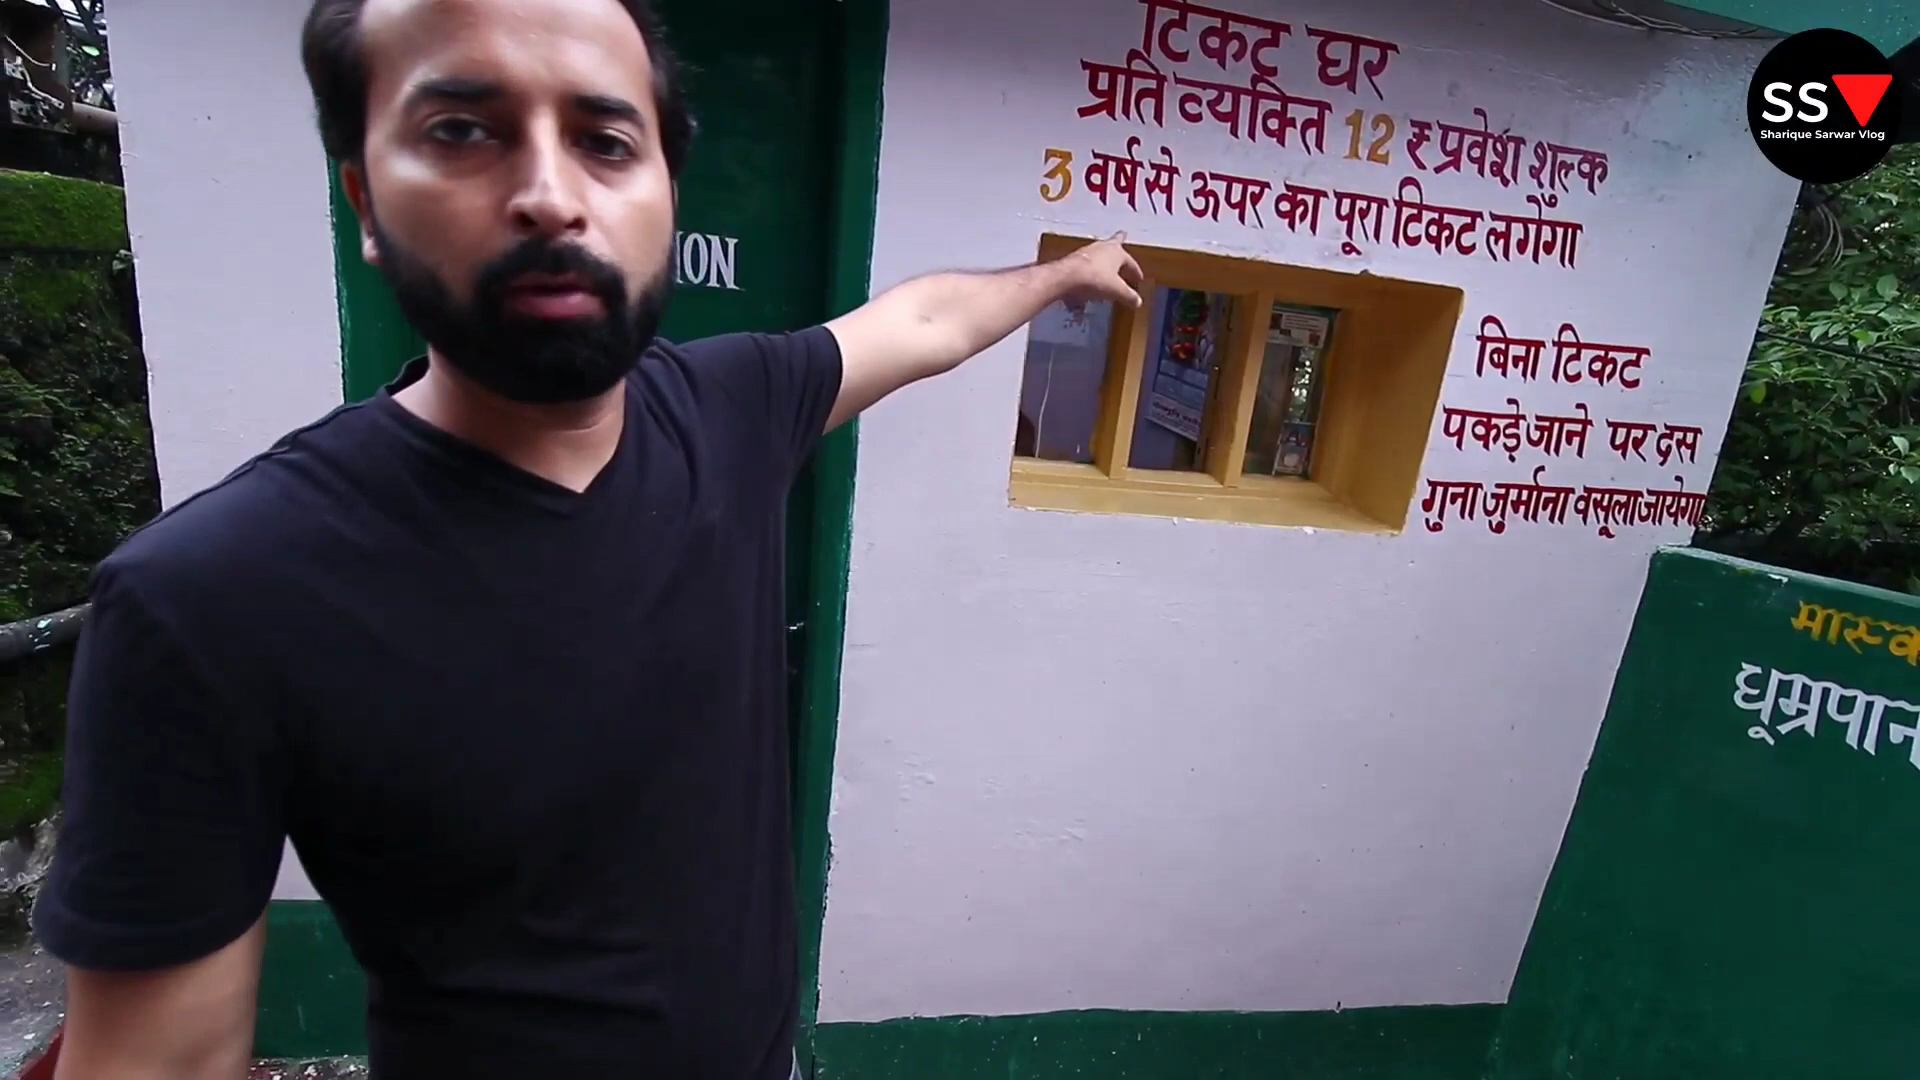 टिकट घर
प्रति व्यक्ति 12 ₹ प्रवेश शुल्क
3 वर्ष से ऊपर का पूरा टिकट लगेगा
बिना टिकट
पकड़े जाने पर दस
गुना जुर्माना वसूला जायेगा
ION
मास्क
धूम्रपान
SS
Sharique Sarwar Vlog